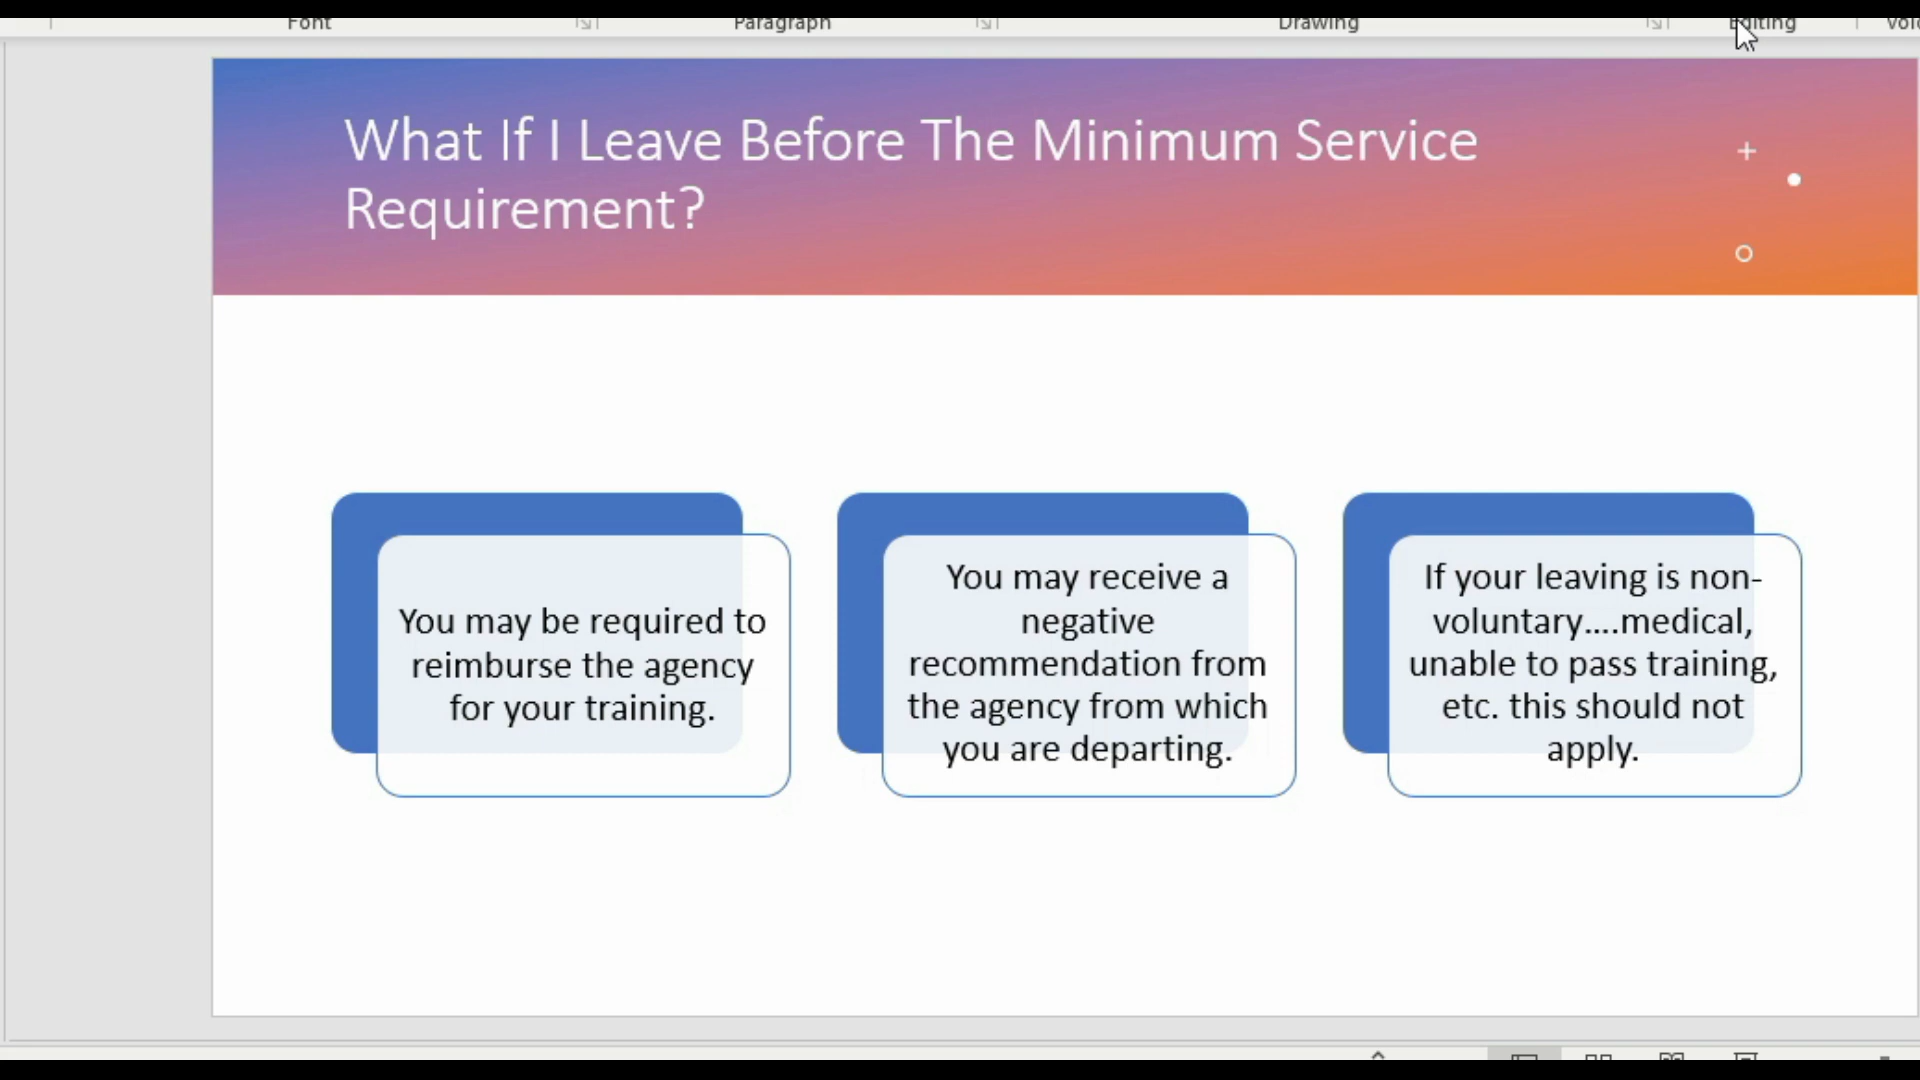 Font
Paragraph
Drawing
Editing
What If I Leave Before The Minimum Service
Requirement?
You may be required to
reimburse the agency
for your training.
You may receive a
negative
recommendation from
the agency from which
you are departing.
If your leaving is non-
voluntary....medical,
unable to pass training,
etc. this should not
apply.